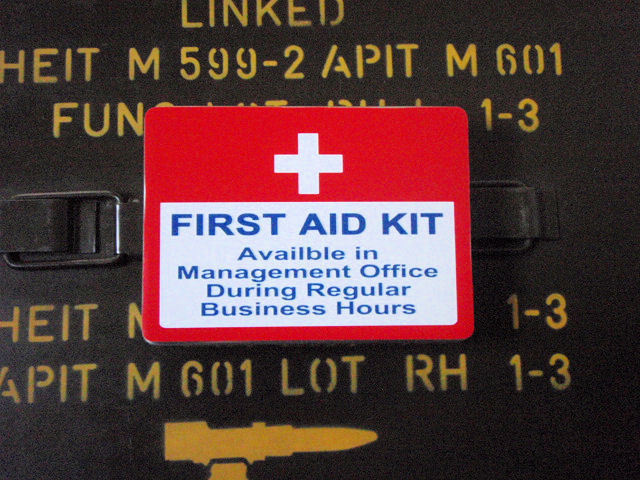 LINKED
HEIT M 599-2 APIT M 601
FUN 1-3
FIRST AID KIT
Availble in
Management Office
During Regular
Business Hours
HEIT 1-3
APIT M 601 LOT RH 1-3